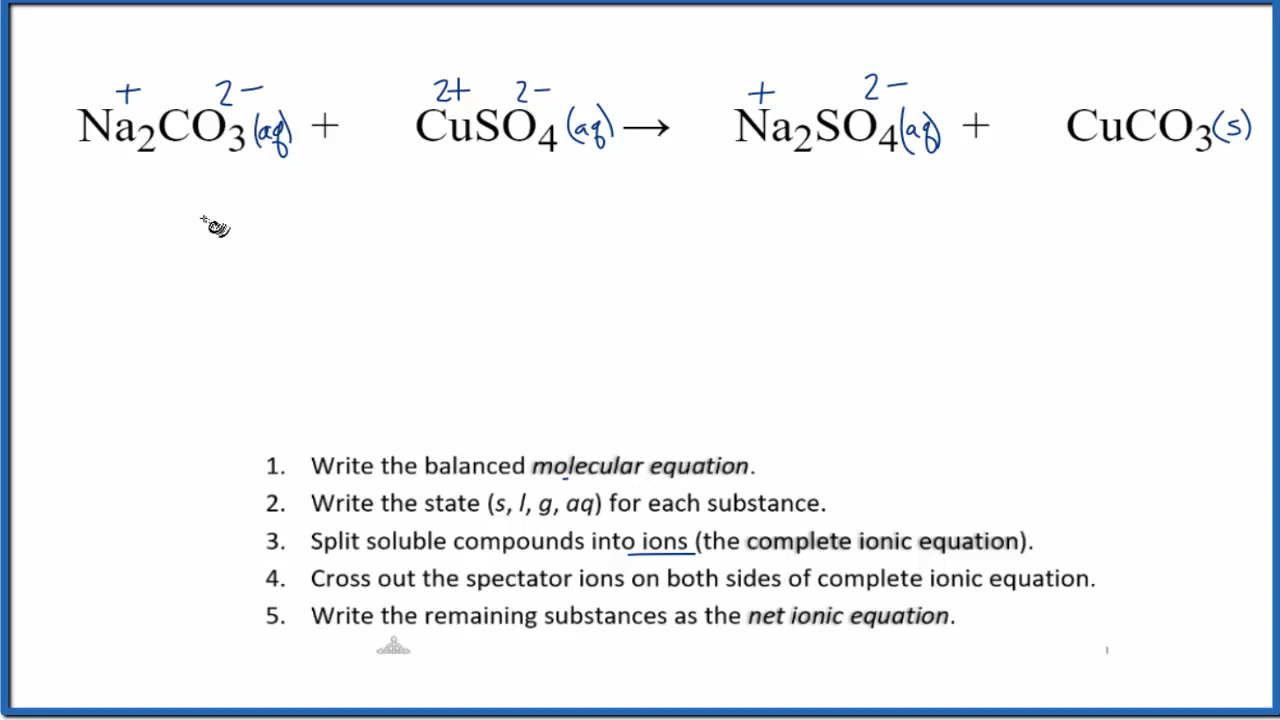 + 2- 2+ 2- + 2-
Na₂CO₃(aq) + CuSO₄(aq) → Na₂SO₄(aq) + CuCO₃(s)
1. Write the balanced molecular equation.
2. Write the state (s, l, g, aq) for each substance.
3. Split soluble compounds into ions (the complete ionic equation).
4. Cross out the spectator ions on both sides of complete ionic equation.
5. Write the remaining substances as the net ionic equation.